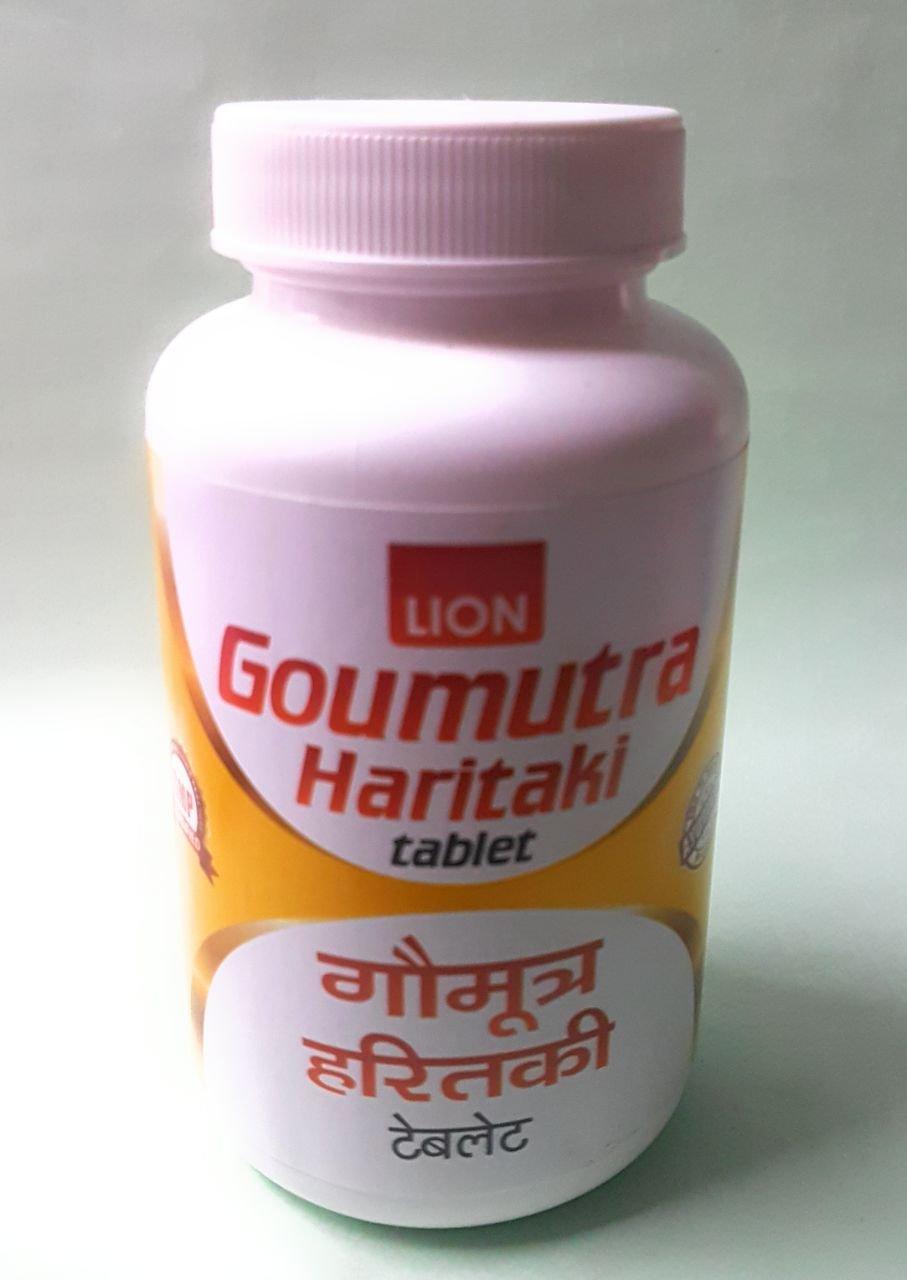 LION
Goumutra
Haritaki
tablet
गौमूत्र
हरितकी
टेबलेट